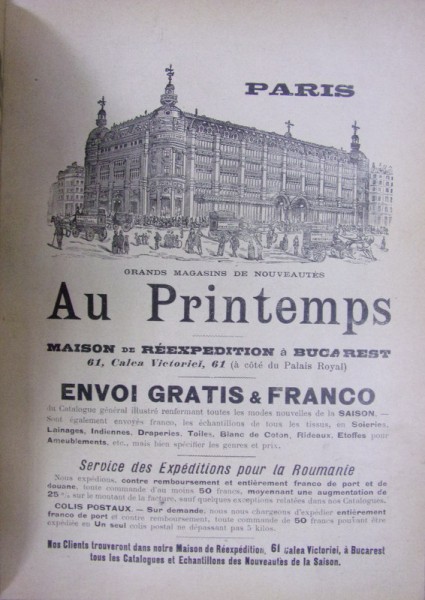 PARIS
GRANDS MAGASINS DE NOUVEAUTÉS
Au Printemps
MAISON DE RÉEXPEDITION à BUCAREST
61, Calea Victoriei, 61 (à côté du Palais Royal)
ENVOI GRATIS & FRANCO
du Catalogue général illustré renfermant toutes les modes nouvelles de la SAISON. —
Sont également envoyés franco, les échantillons de tous les tissus, en Soieries,
Lainages, Indiennes, Draperies, Toiles, Blanc de Coton, Rideaux, Etoffes pour
Ameublements, etc., mais bien spécifier les genres et prix.
Service des Expéditions pour la Roumanie
Nous expédions, contre remboursement et entièrement franco de port et de
douane, toute commande d'au moins 50 francs, moyennant une augmentation de
25 % sur le montant de la facture, sauf quelques exceptions relatées dans nos Catalogues.
COLIS POSTAUX. — Sur demande, nous nous chargeons d'expédier entièrement
franco de port et contre remboursement, toute commande de 50 francs pouvant être
expédiée en Un seul colis postal ne dépassant pas 5 kilos.
Nos Clients trouveront dans notre Maison de Réexpédition, 61 Calea Victoriei, à Bucarest
tous les Catalogues et Echantillons des Nouveautés de la Saison.